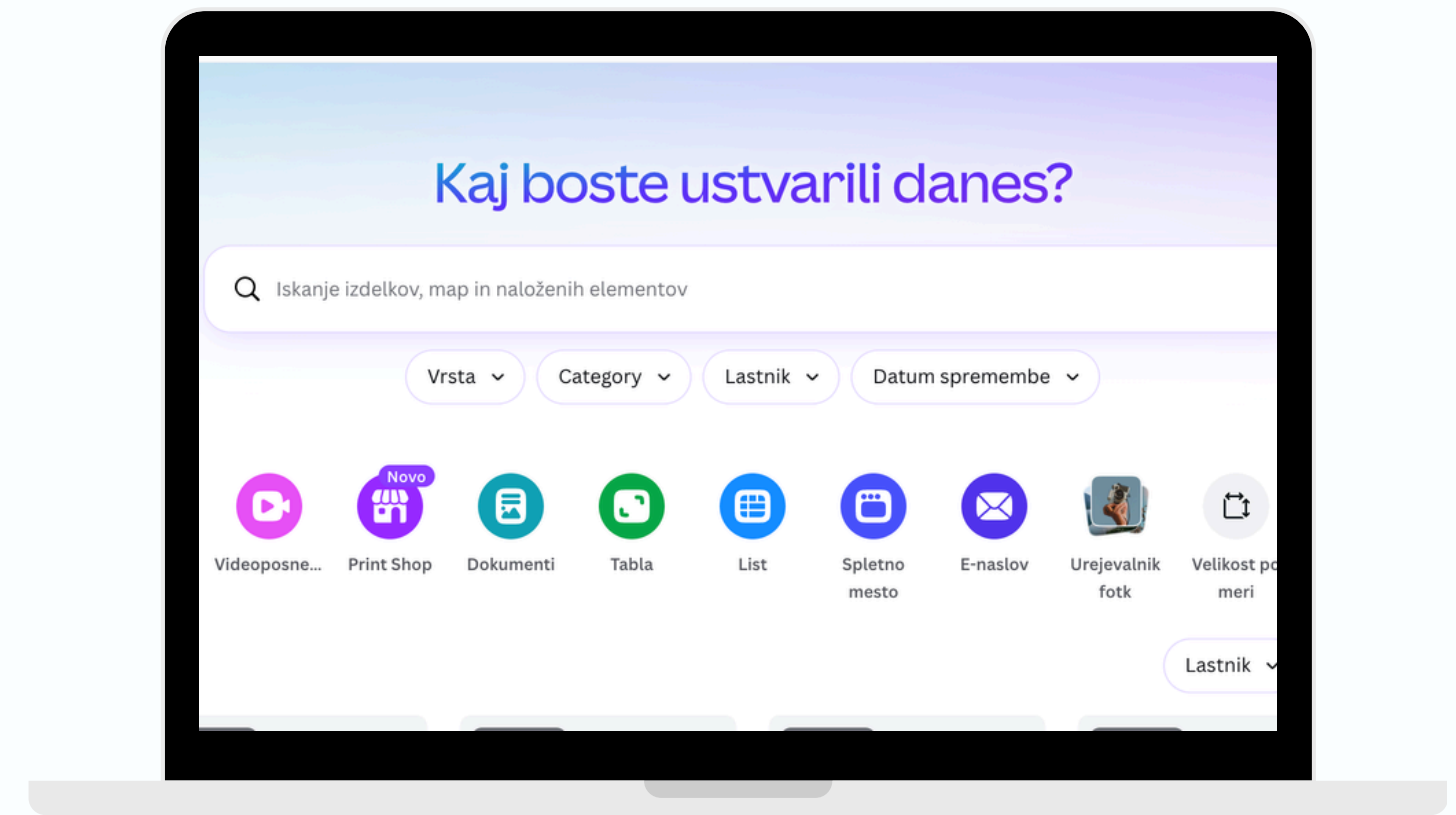 Kaj boste ustvarili danes?
Iskanje izdelkov, map in naloženih elementov
Vrsta
Category
Lastnik
Datum spremembe
Novo
Videoposne...
Print Shop
Dokumenti
Tabla
List
Spletno
mesto
E-naslov
Urejevalnik
fotk
Velikost po
meri
Lastnik